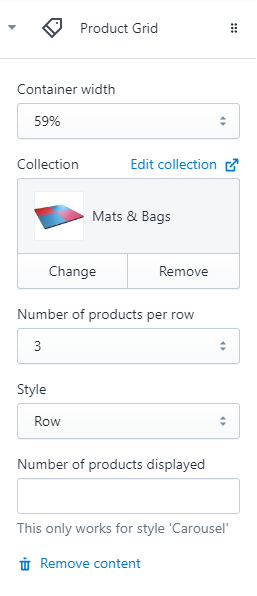 Product Grid
Container width
59%
Collection Edit collection
Mats & Bags
Change Remove
Number of products per row
3
Style
Row
Number of products displayed
This only works for style 'Carousel'
Remove content